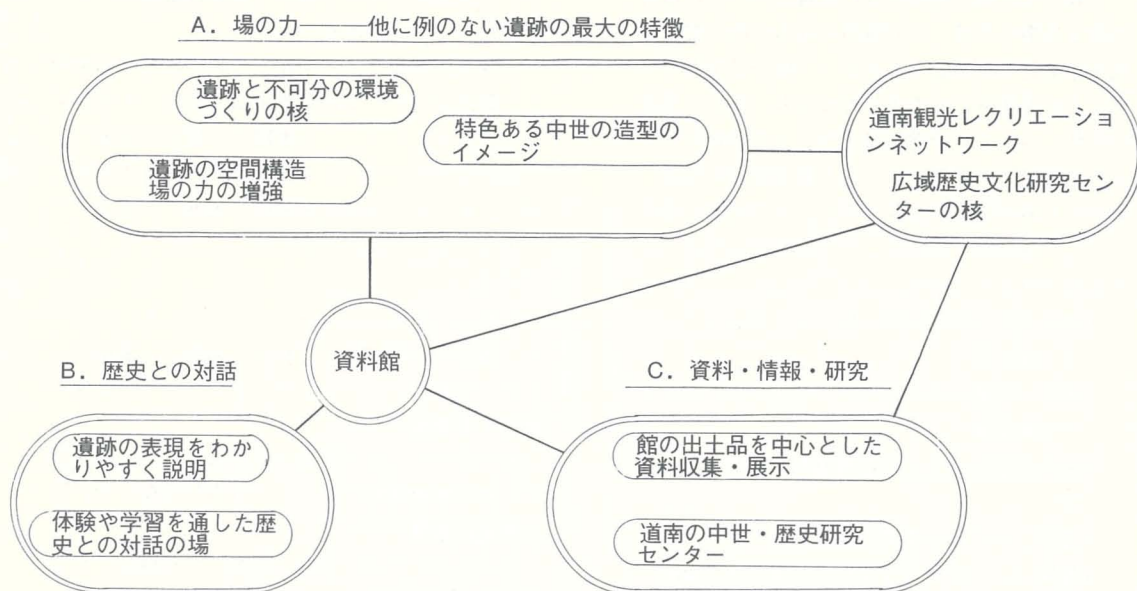 A．場の力———他に例のない遺跡の最大の特徴
遺跡と不可分の環境
づくりの核
特色ある中世の造型の
イメージ
遺跡の空間構造
場の力の増強
道南観光レクリエーショ
ンネットワーク
広域歴史文化研究セン
ターの核
資料館
B．歴史との対話
遺跡の表現をわか
りやすく説明
体験や学習を通した歴
史との対話の場
C．資料・情報・研究
館の出土品を中心とした
資料収集・展示
道南の中世・歴史研究
センター